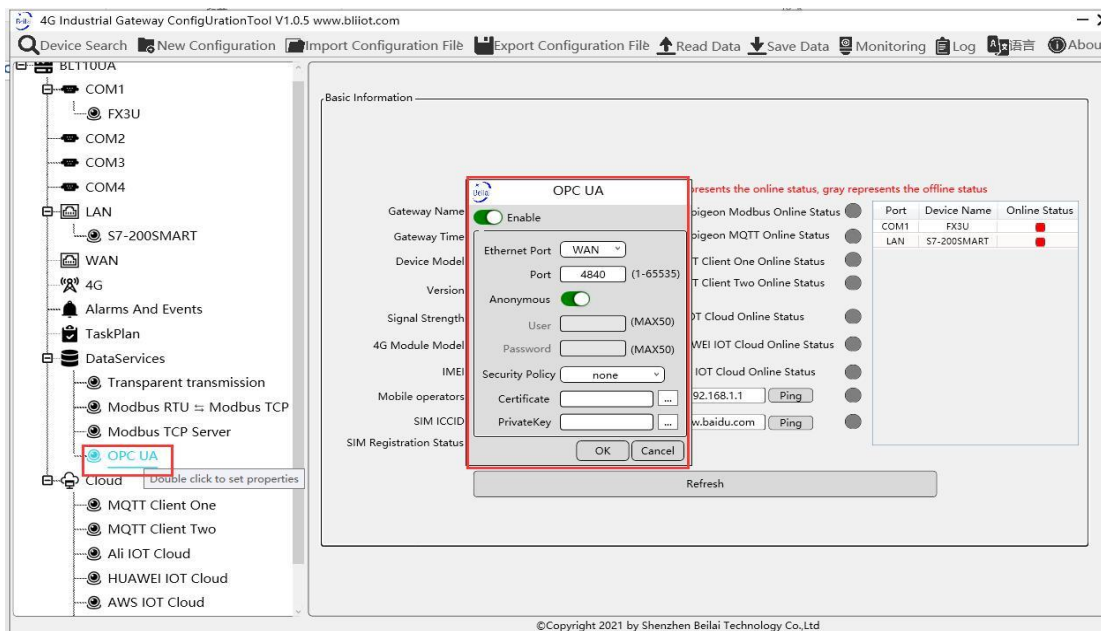 4G Industrial Gateway ConfigUrationTool V1.0.5 www.bliiot.com
Device Search New Configuration Import Configuration File Export Configuration File Read Data Save Data Monitoring Log 语言 Abou
BL110UA
COM1
FX3U
COM2
COM3
COM4
LAN
S7-200SMART
WAN
4G
Alarms And Events
TaskPlan
DataServices
Transparent transmission
Modbus RTU ⇆ Modbus TCP
Modbus TCP Server
OPC UA
Double click to set properties
Cloud
MQTT Client One
MQTT Client Two
Ali IOT Cloud
HUAWEI IOT Cloud
AWS IOT Cloud
Basic Information
Gateway Name
Gateway Time
Device Model
Version
Signal Strength
4G Module Model
IMEI
Mobile operators
SIM ICCID
SIM Registration Status
OPC UA
Enable
Ethernet Port WAN
Port 4840 (1-65535)
Anonymous
User (MAX50)
Password (MAX50)
Security Policy none
Certificate ...
PrivateKey ...
OK Cancel
presents the online status, gray represents the offline status
pigeon Modbus Online Status
pigeon MQTT Online Status
T Client One Online Status
T Client Two Online Status
OT Cloud Online Status
WEI IOT Cloud Online Status
IOT Cloud Online Status
92.168.1.1 Ping
w.baidu.com Ping
Port Device Name Online Status
COM1 FX3U
LAN S7-200SMART
Refresh
©Copyright 2021 by Shenzhen Beilai Technology Co.,Ltd